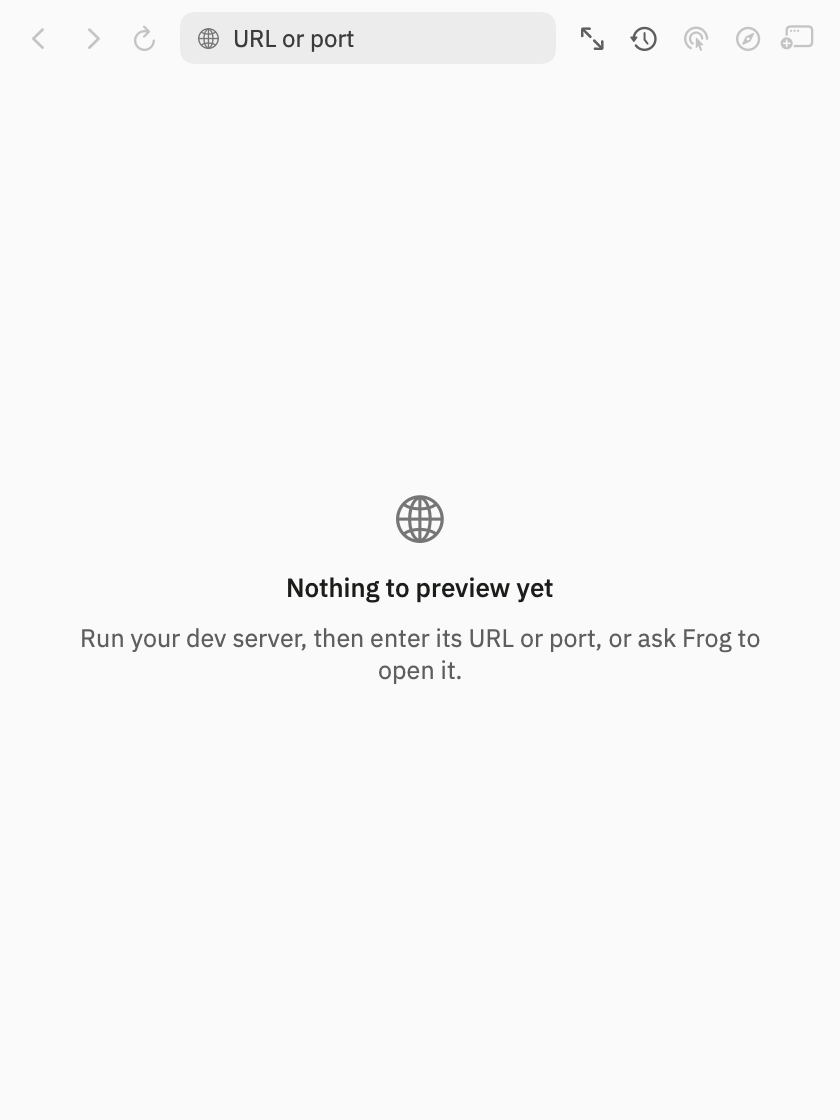 URL or port
Nothing to preview yet
Run your dev server, then enter its URL or port, or ask Frog to
open it.